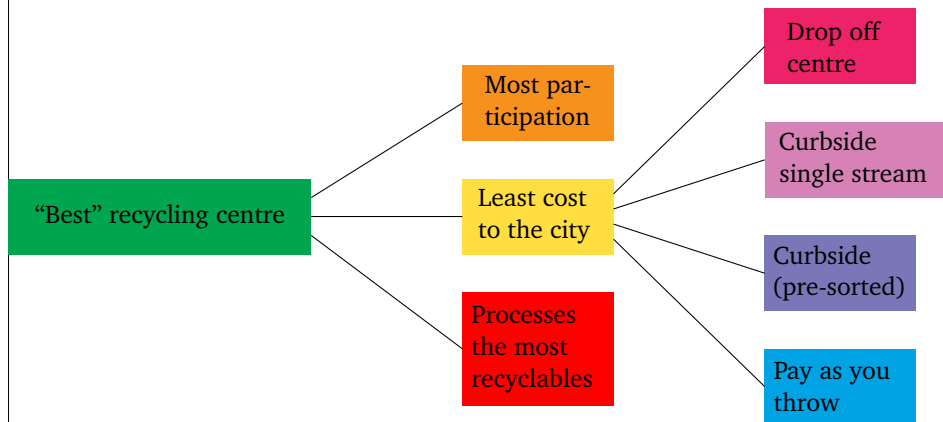 “Best” recycling centre
Most par-
ticipation
Least cost
to the city
Processes
the most
recyclables
Drop off
centre
Curbside
single stream
Curbside
(pre-sorted)
Pay as you
throw